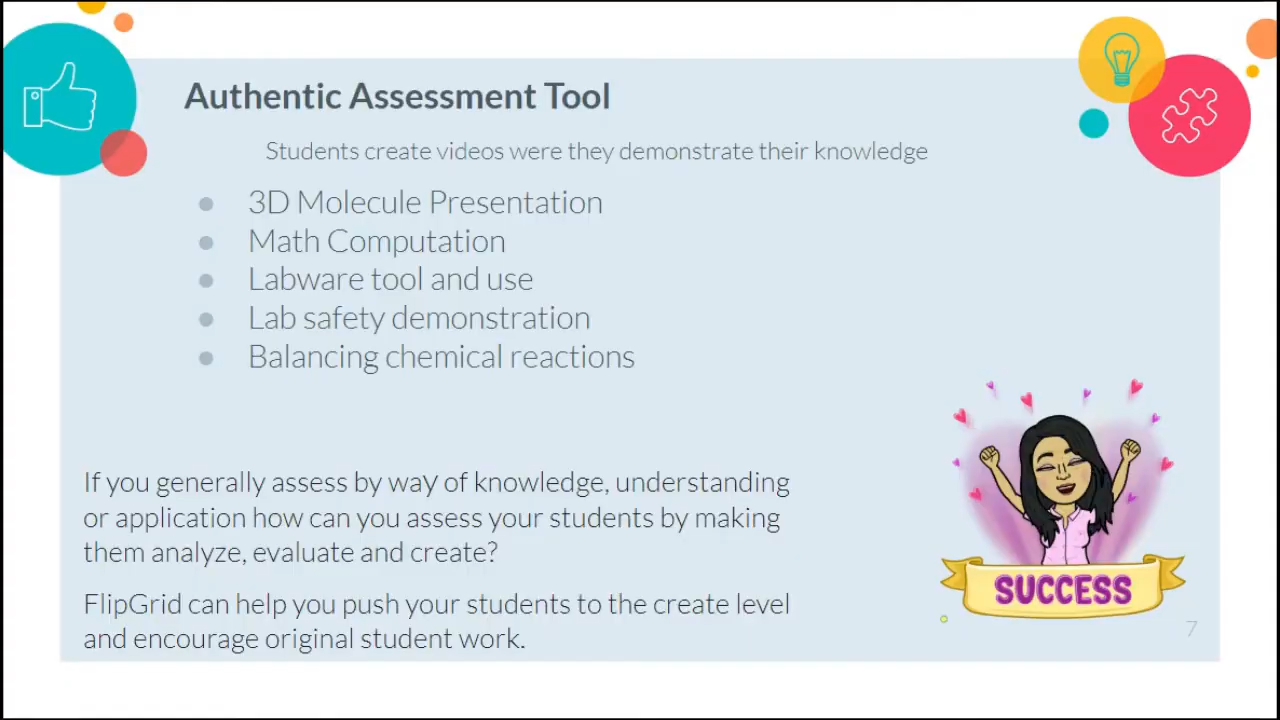 Authentic Assessment Tool
Students create videos were they demonstrate their knowledge
3D Molecule Presentation
Math Computation
Labware tool and use
Lab safety demonstration
Balancing chemical reactions
If you generally assess by way of knowledge, understanding
or application how can you assess your students by making
them analyze, evaluate and create?
FlipGrid can help you push your students to the create level
and encourage original student work.
SUCCESS
7